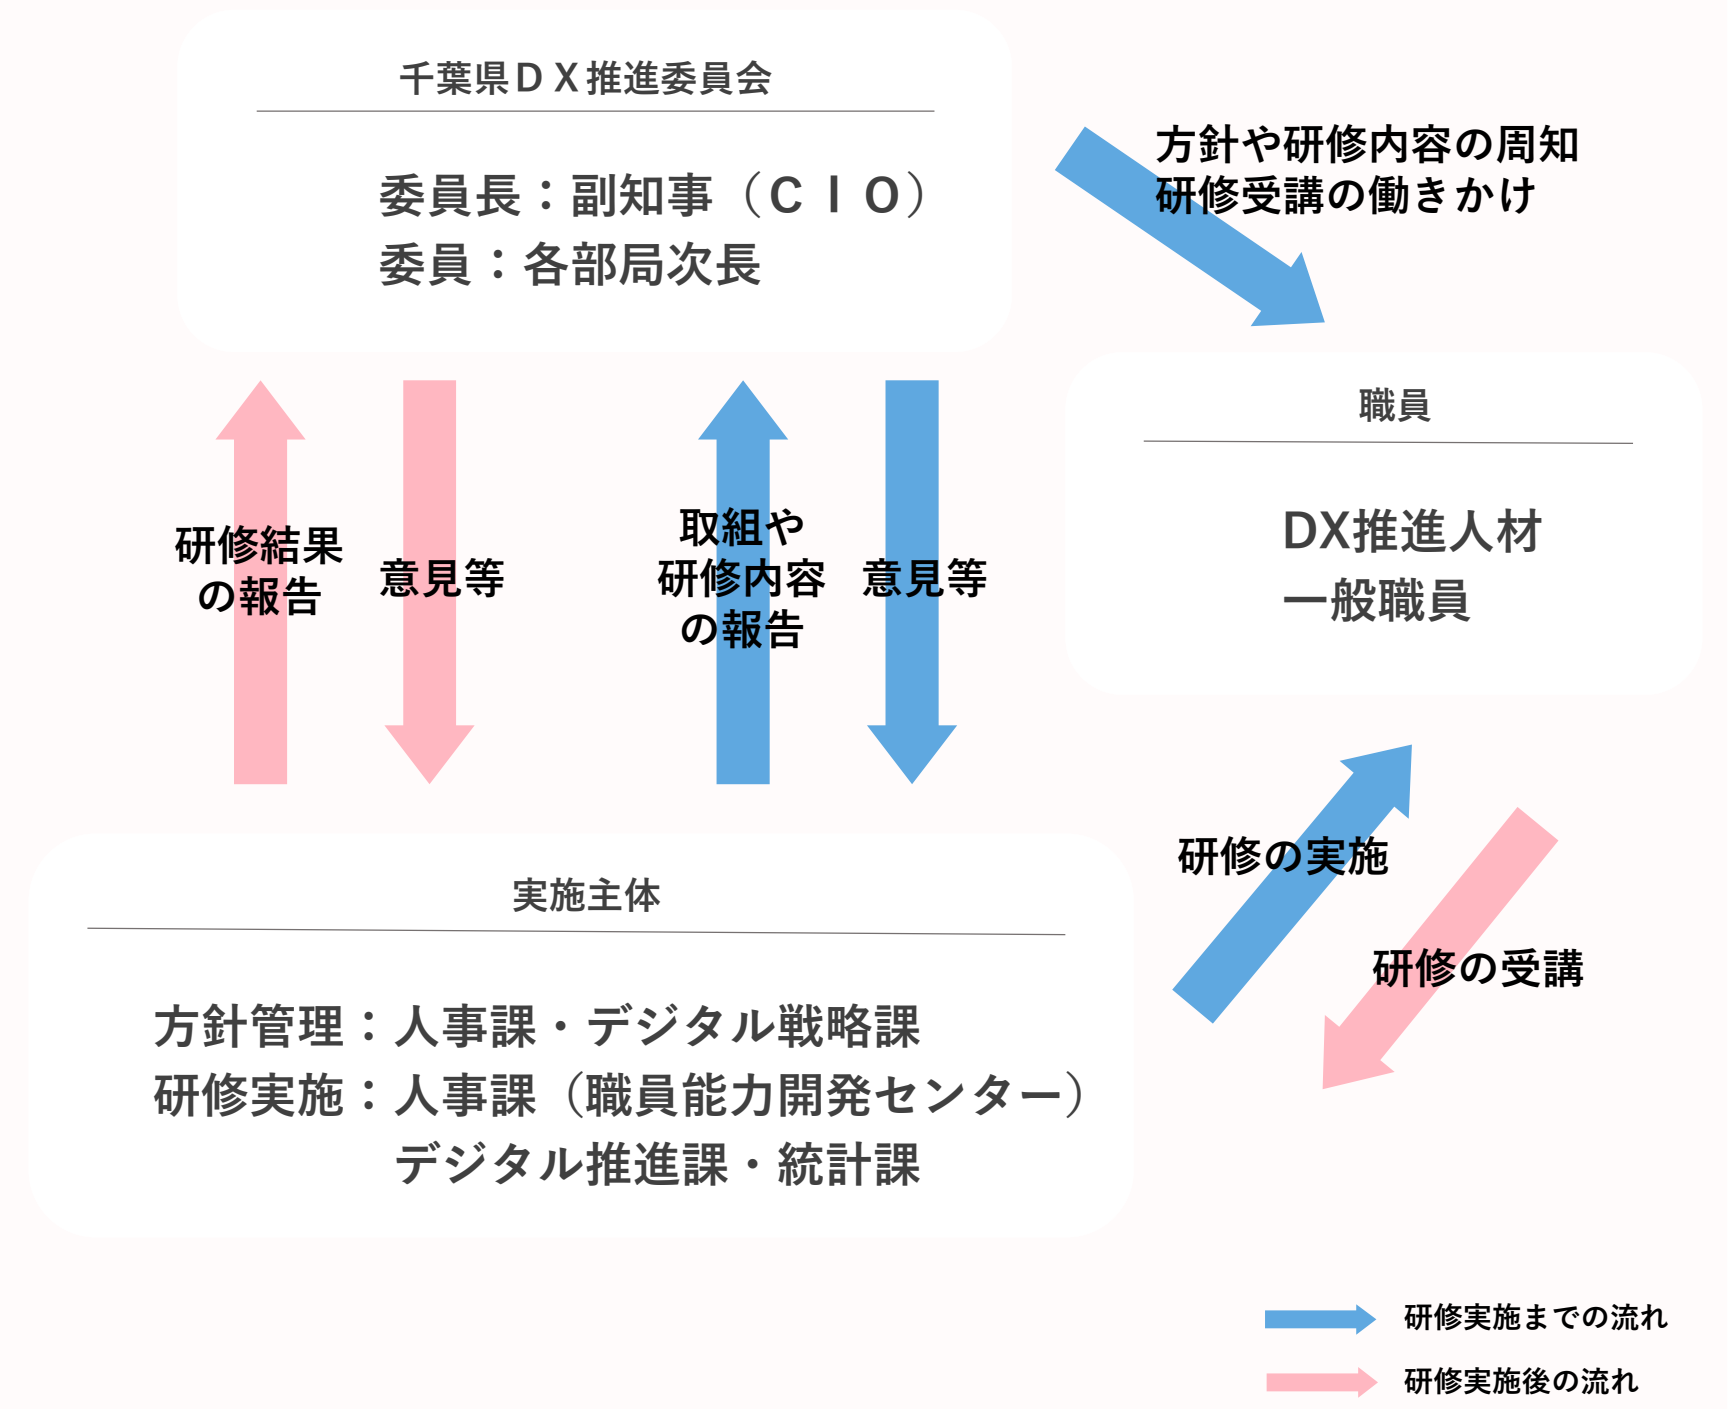 千葉県ＤＸ推進委員会
委員長：副知事（ＣＩＯ）
委員：各部局次長
方針や研修内容の周知
研修受講の働きかけ
職員
DX推進人材
一般職員
研修結果
の報告
意見等
取組や
研修内容
の報告
意見等
研修の実施
研修の受講
実施主体
方針管理：人事課・デジタル戦略課
研修実施：人事課（職員能力開発センター）
デジタル推進課・統計課
研修実施までの流れ
研修実施後の流れ